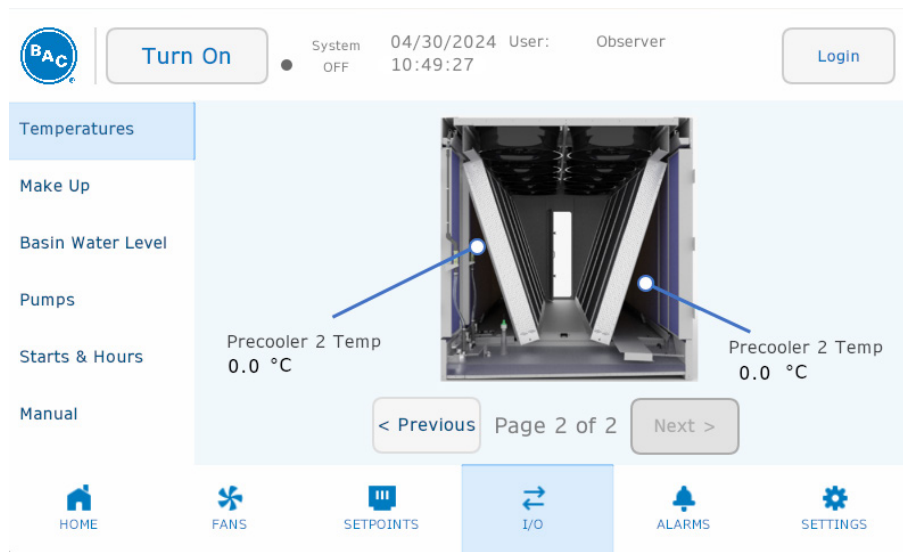 BAC
Turn On
System
OFF
04/30/2024
10:49:27
User:
Observer
Login
Temperatures
Make Up
Basin Water Level
Pumps
Starts & Hours
Manual
Precooler 2 Temp
0.0 °C
Precooler 2 Temp
0.0 °C
< Previous
Page 2 of 2
Next >
HOME
FANS
SETPOINTS
I/O
ALARMS
SETTINGS